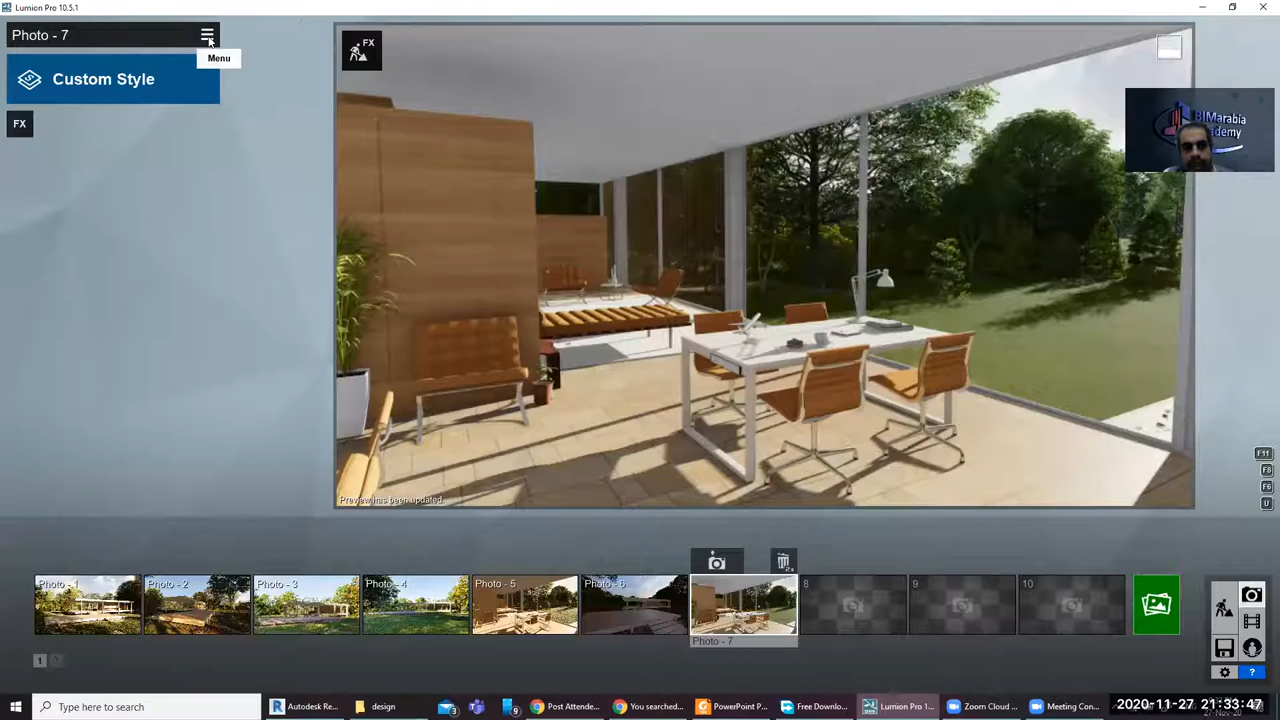 Lumion Pro 10.5.1
Photo - 7
Menu
Custom Style
FX
FX
BIMarabia
Academy
Preview has been updated
F11
F8
F6
U
Photo - 1
Photo - 2
Photo - 3
Photo - 4
Photo - 5
Photo - 6
8
9
10
Photo - 7
1
2
?
Type here to search
Autodesk Re...
design
3
9
Post Attende...
You searched...
PowerPoint P...
Free Downlo...
Lumion Pro 1...
Zoom Cloud ...
Meeting Con...
2020-11-27 21:33:47